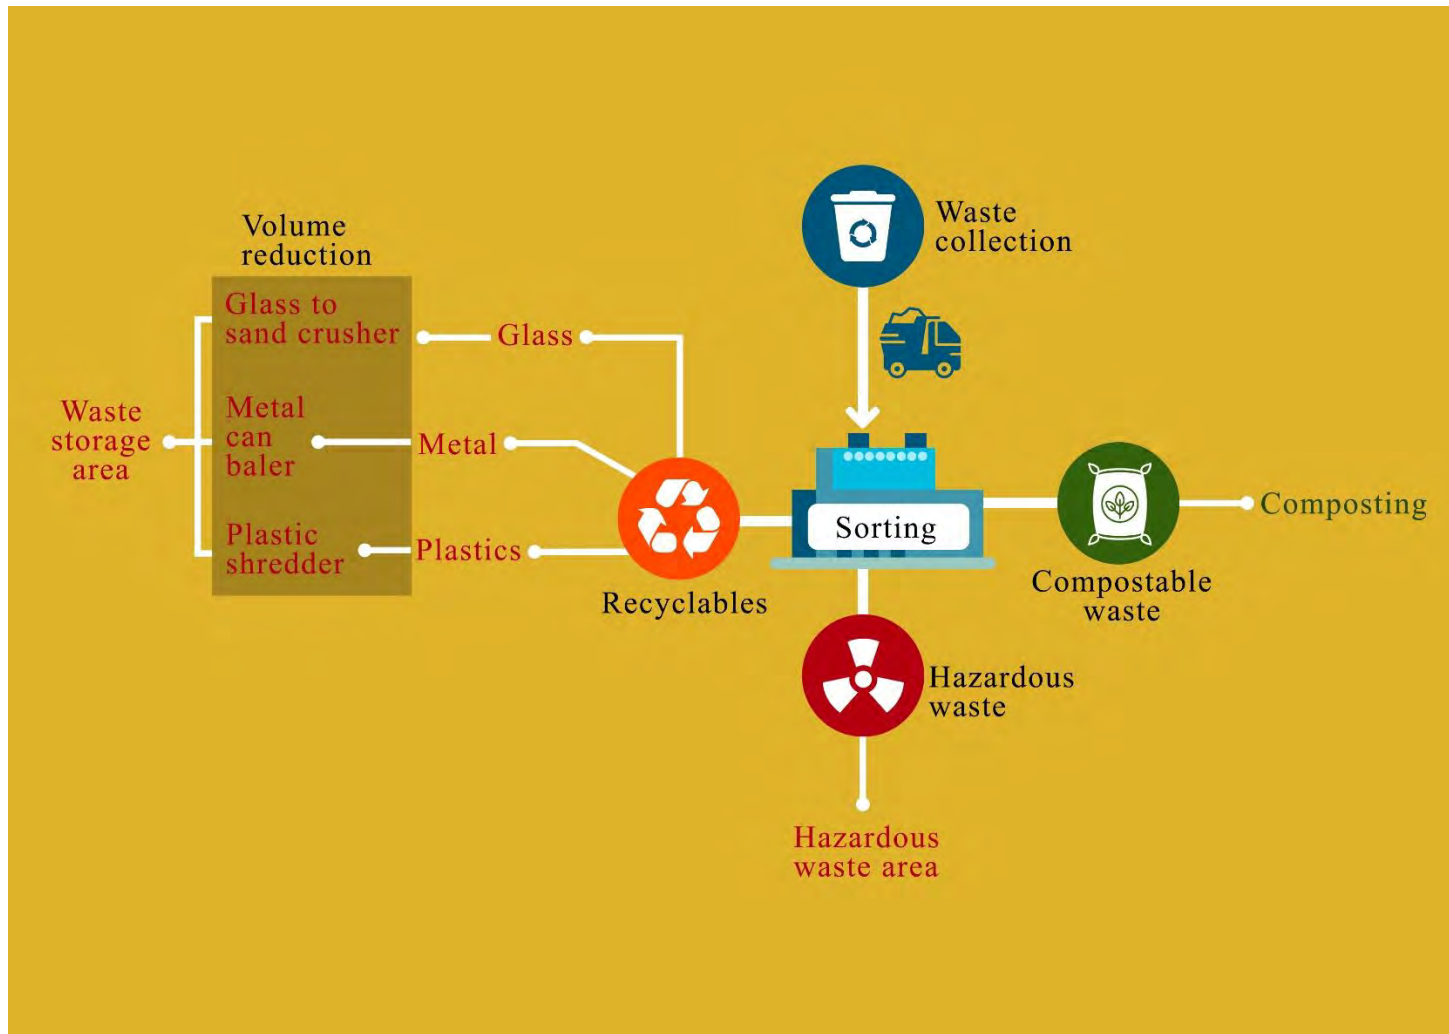 Waste
collection
Volume
reduction
Glass to
sand crusher
Glass
Waste
storage
area
Metal
can
baler
Metal
Plastic
shredder
Plastics
Recyclables
Sorting
Compostable
waste
Composting
Hazardous
waste
Hazardous
waste area